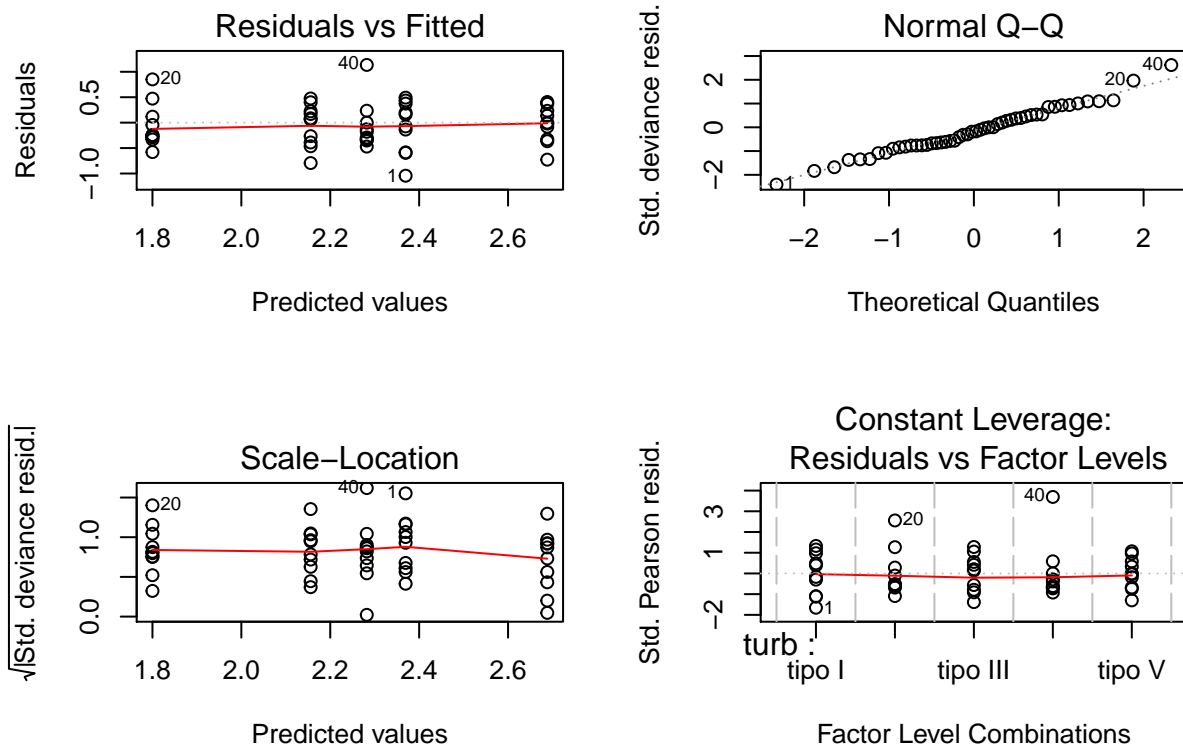 Residuals vs Fitted
Residuals
0.5
−1.0
20
40
1
1.8 2.0 2.2 2.4 2.6
Predicted values
Normal Q−Q
Std. deviance resid.
2
0
−2
1
20
40
−2 −1 0 1 2
Theoretical Quantiles
Scale−Location
√|Std. deviance resid.|
1.0
0.0
20
40
1
1.8 2.0 2.2 2.4 2.6
Predicted values
Constant Leverage:
Residuals vs Factor Levels
Std. Pearson resid.
3
1
−2
1
20
40
turb :
tipo I tipo III tipo V
Factor Level Combinations